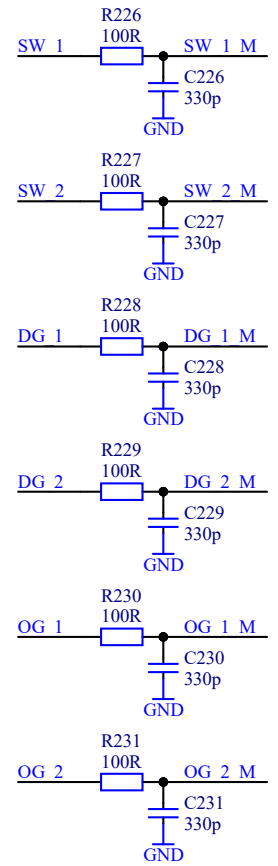 R226
100R
SW_1 SW_1_M
C226
330p
GND
R227
100R
SW_2 SW_2_M
C227
330p
GND
R228
100R
DG_1 DG_1_M
C228
330p
GND
R229
100R
DG_2 DG_2_M
C229
330p
GND
R230
100R
OG_1 OG_1_M
C230
330p
GND
R231
100R
OG_2 OG_2_M
C231
330p
GND